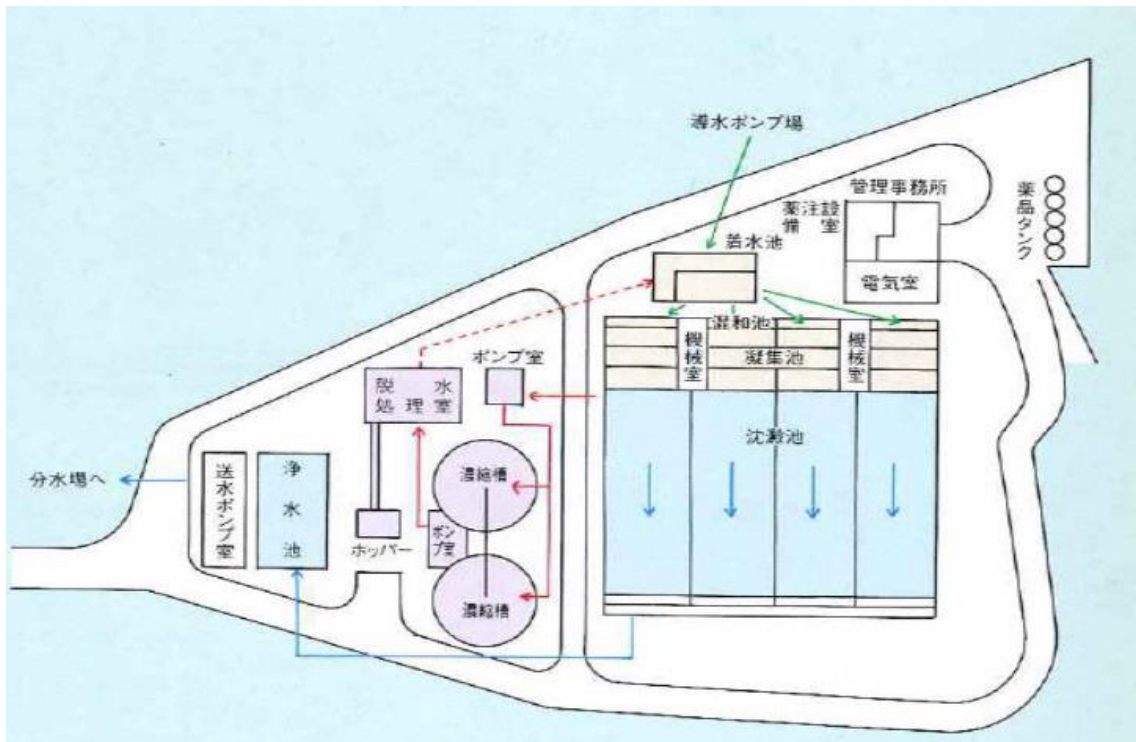 導水ポンプ場
管理事務所
薬注設
備室
薬品タンク
着水池
電気室
混和池
機械室
凝集池
機械室
ポンプ室
脱水
処理室
沈澱池
濃縮槽
分水場へ
送水ポンプ室
浄水池
ホッパー
ポン
プ室
濃縮槽